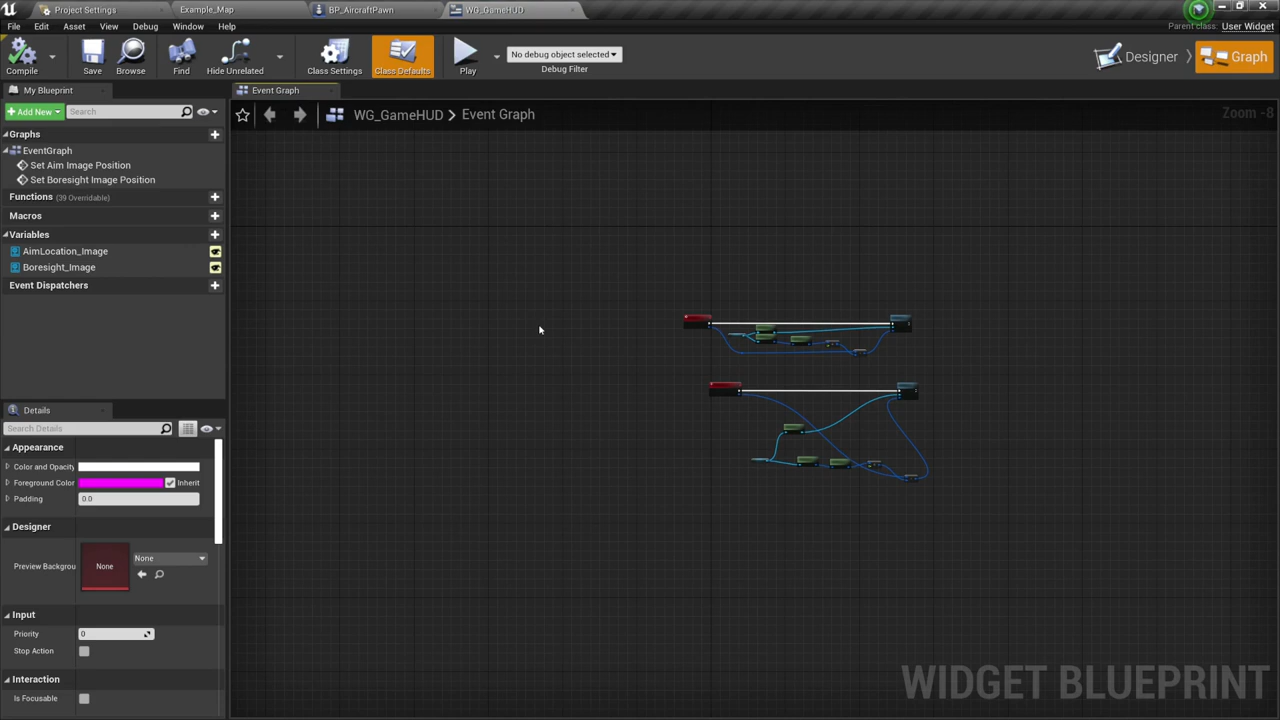 Project Settings
Example_Map
BP_AircraftPawn
WG_GameHUD
File Edit Asset View Debug Window Help
Parent class: User Widget
Compile
Save
Browse
Find
Hide Unrelated
Class Settings
Class Defaults
Play
No debug object selected
Debug Filter
Designer
Graph
My Blueprint
Event Graph
+Add New
Search
WG_GameHUD > Event Graph
Zoom -8
Graphs
EventGraph
Set Aim Image Position
Set Boresight Image Position
Functions (39 Overridable)
Macros
Variables
AimLocation_Image
Boresight_Image
Event Dispatchers
Details
Search Details
Appearance
Color and Opacity
Foreground Color
Inherit
Padding
0.0
Designer
Preview Backgrou
None
None
Input
Priority
0
Stop Action
Interaction
Is Focusable
WIDGET BLUEPRINT